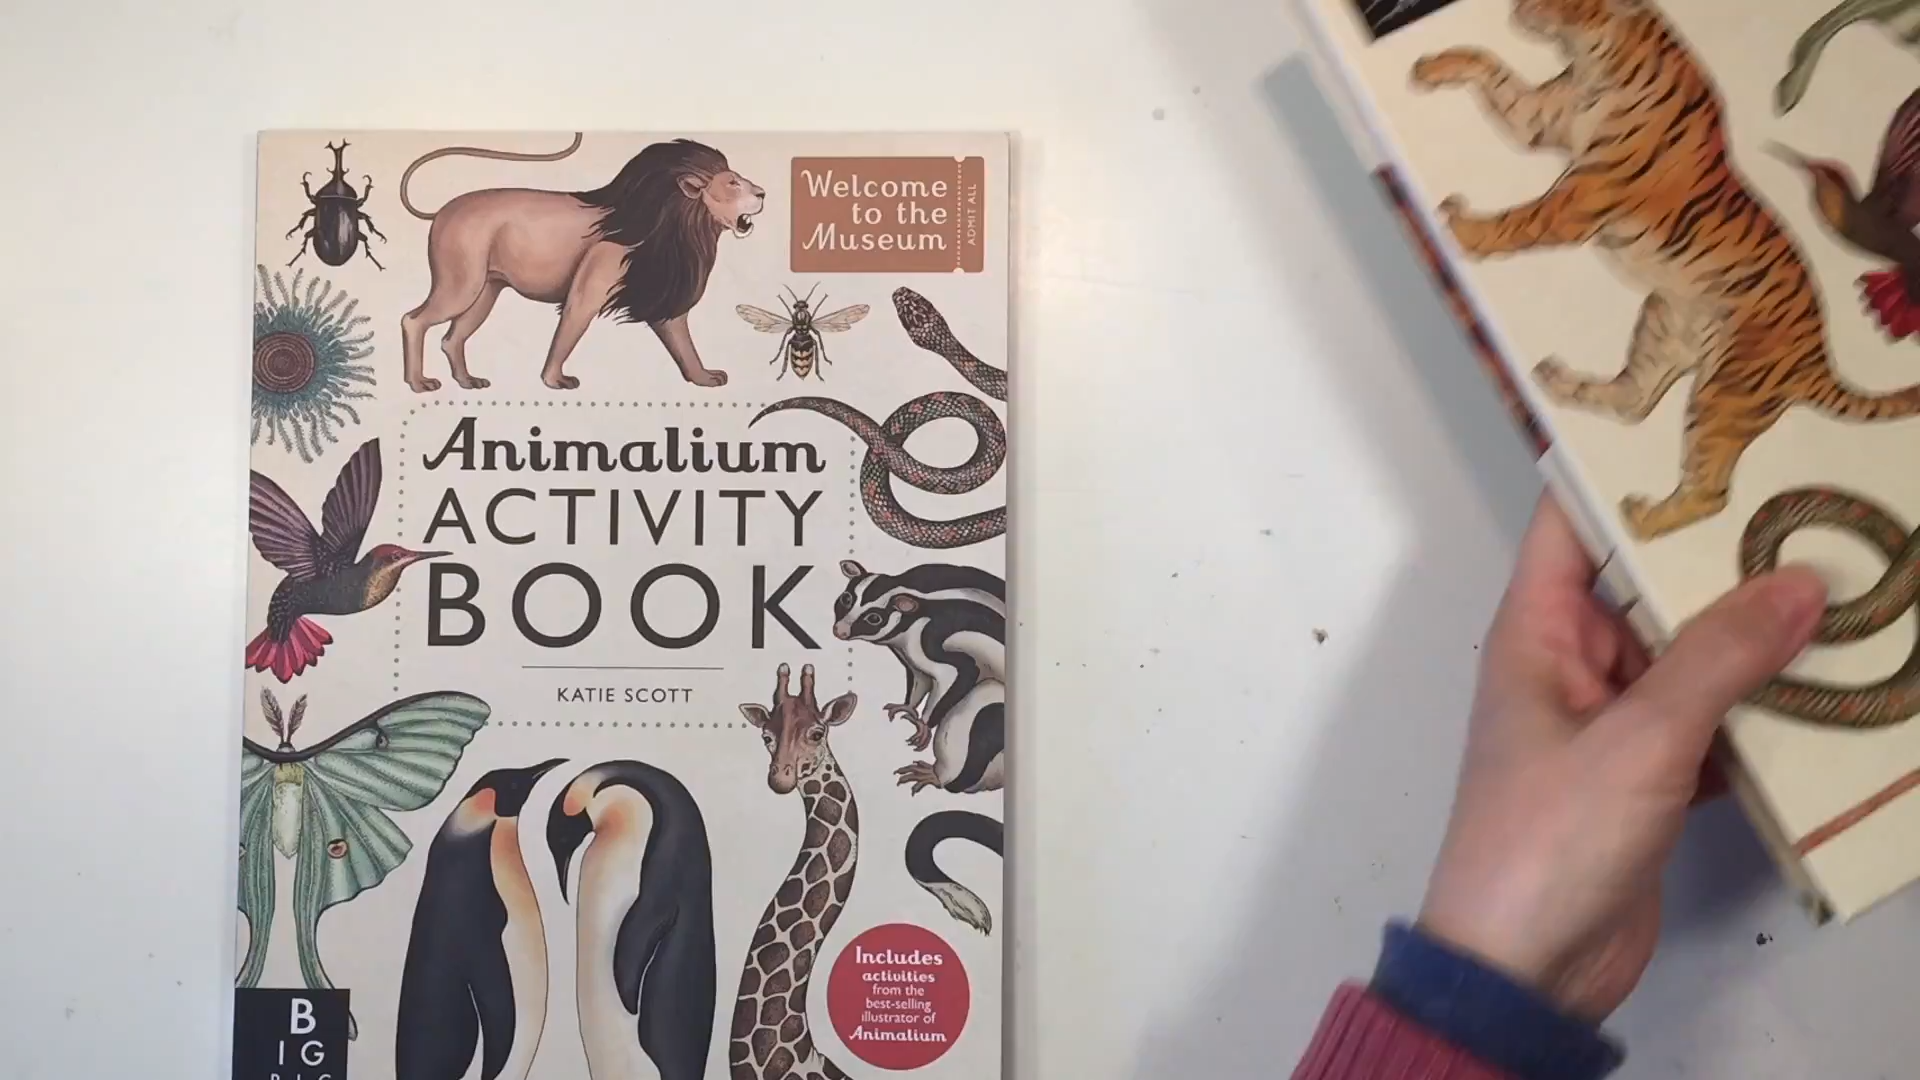 Welcome
to the
Museum
ADMIT ALL
Animalium
ACTIVITY
BOOK
KATIE SCOTT
Includes
activities
from the
best-selling
illustrator of
Animalium
B
IG